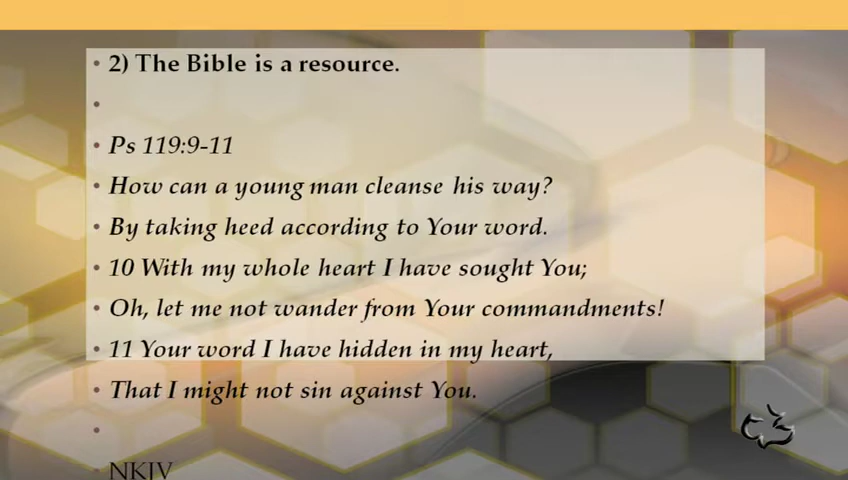 • 2) The Bible is a resource.
•
• Ps 119:9-11
• How can a young man cleanse his way?
• By taking heed according to Your word.
• 10 With my whole heart I have sought You;
• Oh, let me not wander from Your commandments!
• 11 Your word I have hidden in my heart,
• That I might not sin against You.
•
• NKJV